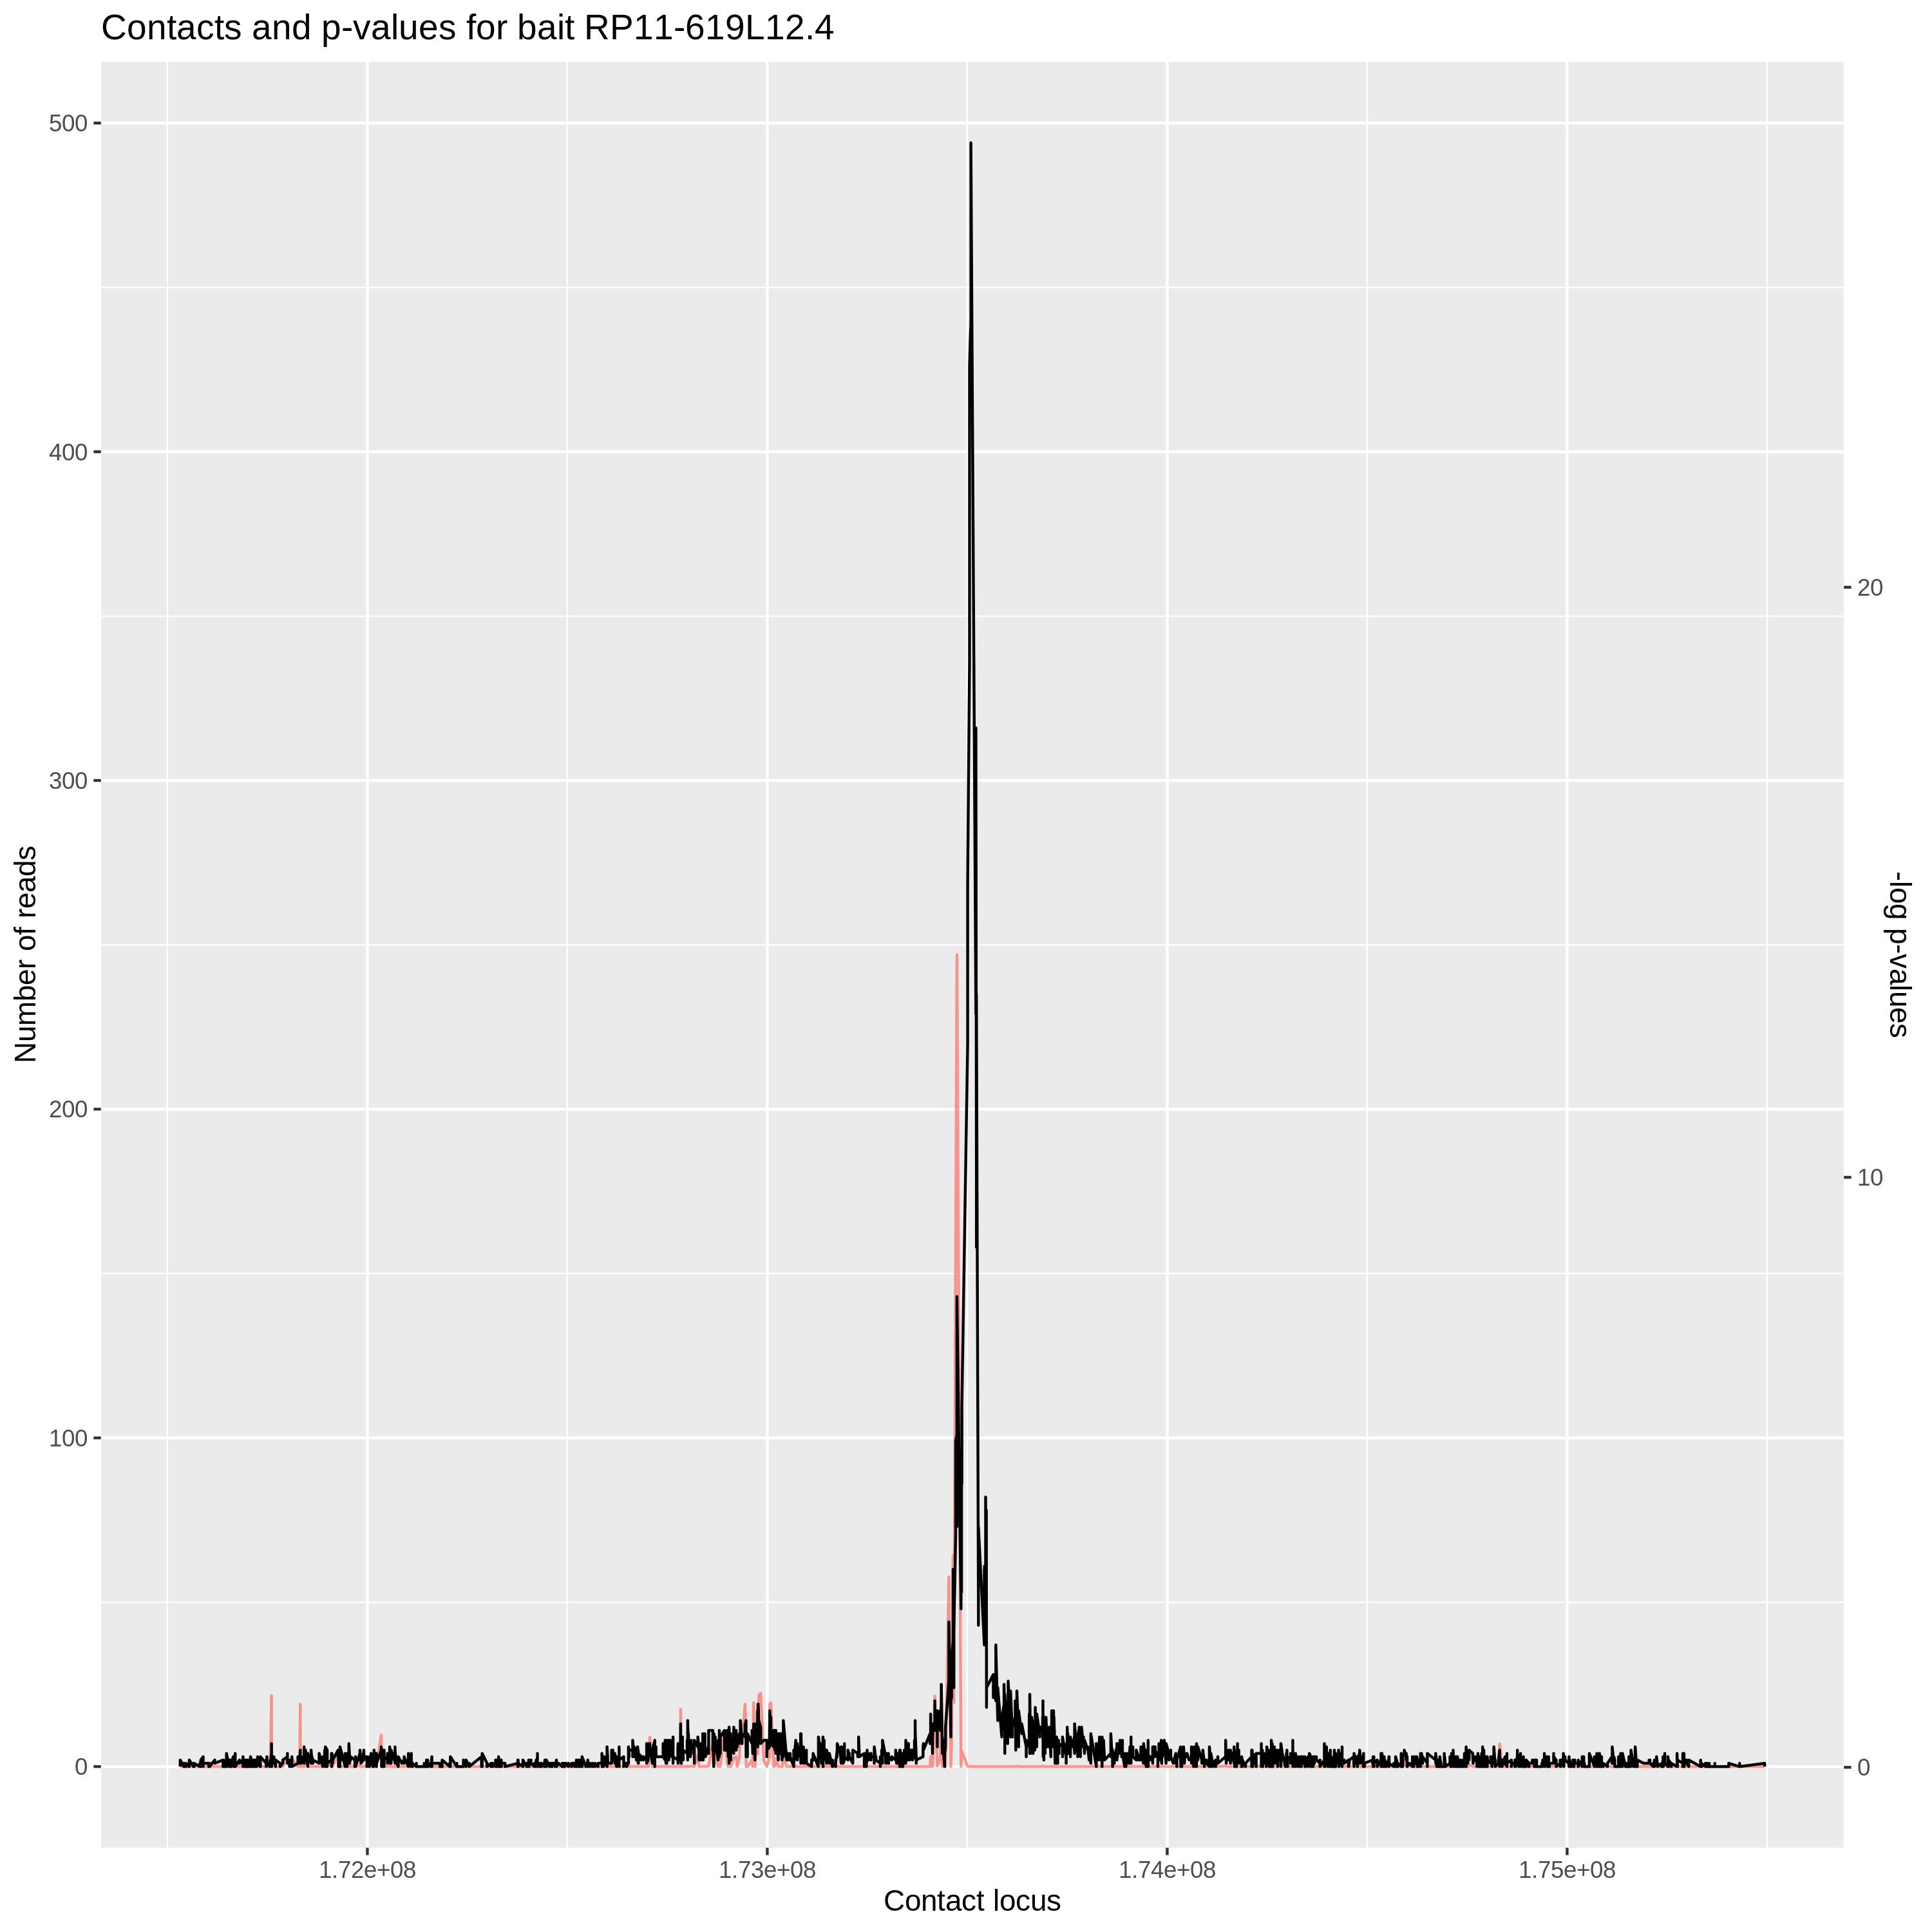 Contacts and p-values for bait RP11-619L12.4
500
400
300
200
100
0
Number of reads
20
10
0
-log p-values
1.72e+08
1.73e+08
1.74e+08
1.75e+08
Contact locus